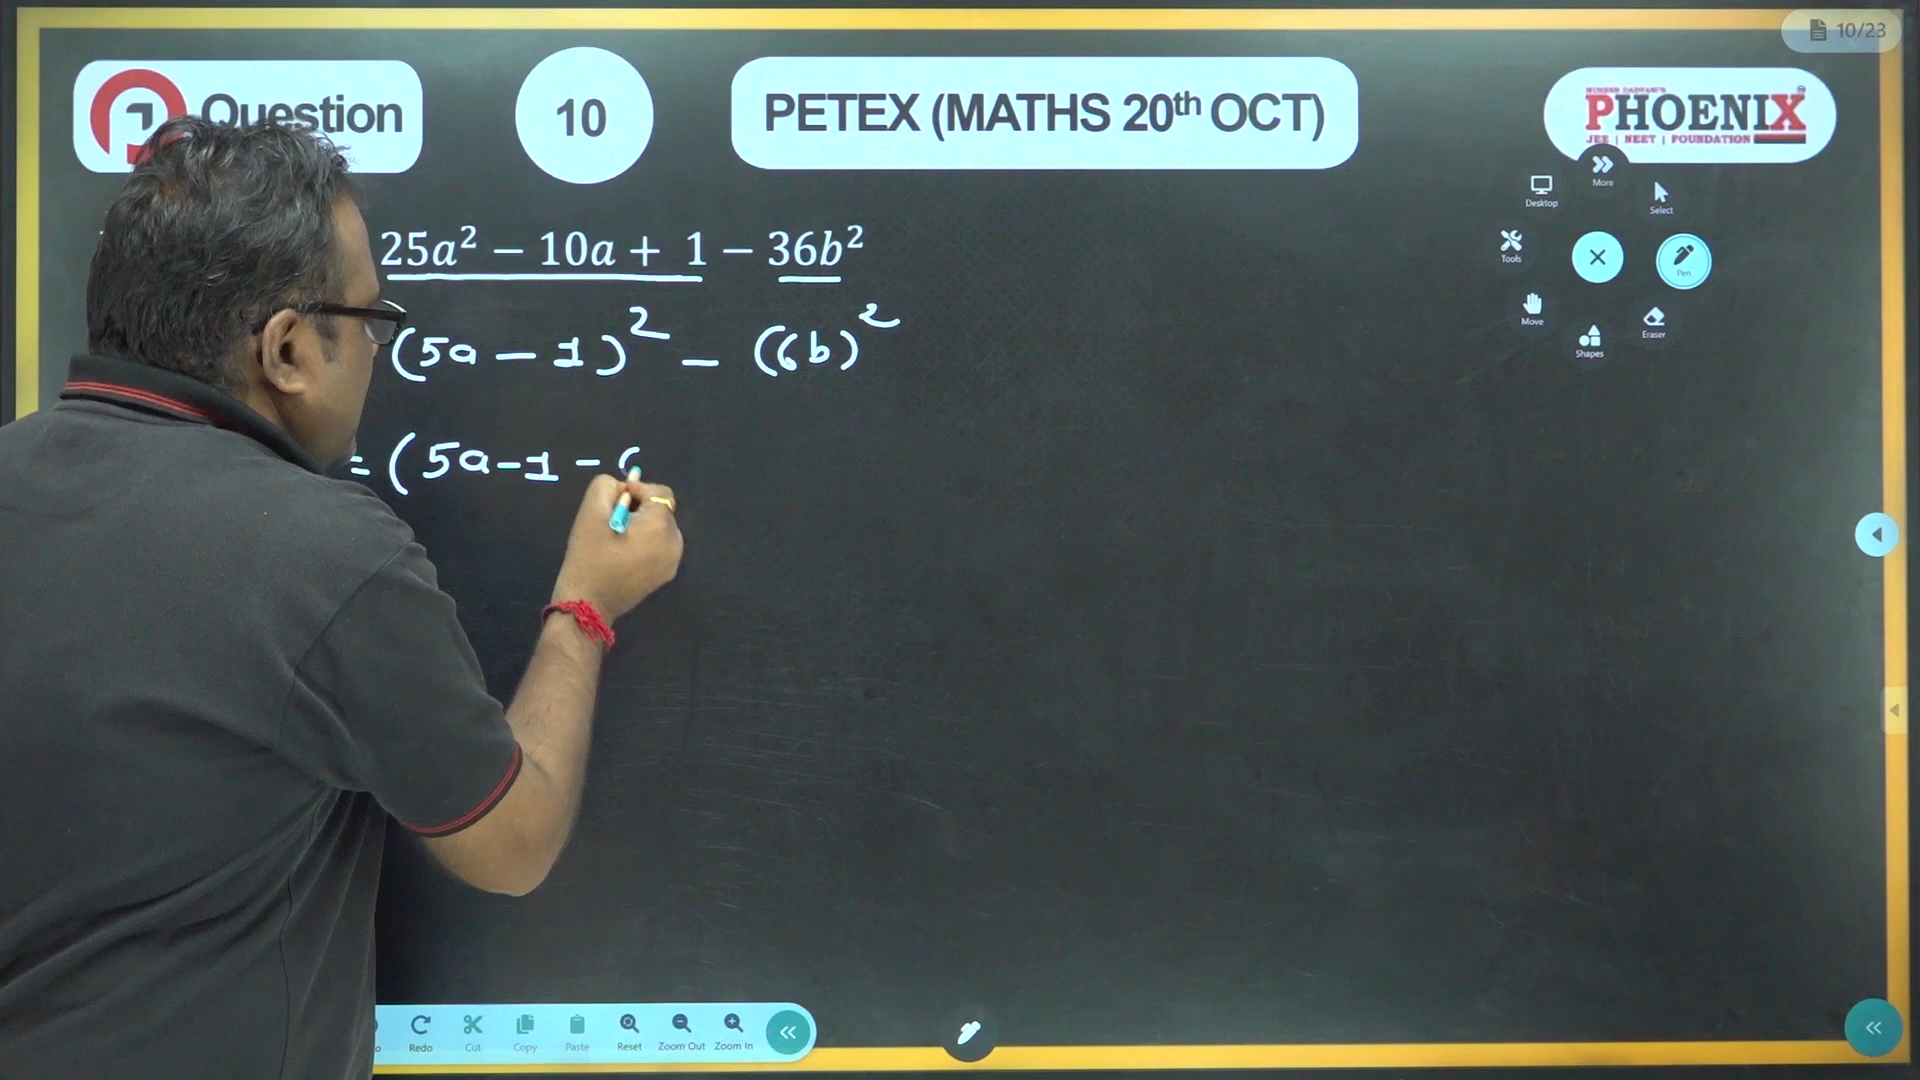 10/23
Question
10
PETEX (MATHS 20th OCT)
PHOENIX
JEE | NEET | FOUNDATION
More
Desktop
Select
Tools
Pen
Move
Eraser
Shapes
25a² − 10a + 1 − 36b²
(5a − 1)² − (6b)²
= (5a − 1 −
Redo
Cut
Copy
Paste
Reset
Zoom Out
Zoom In